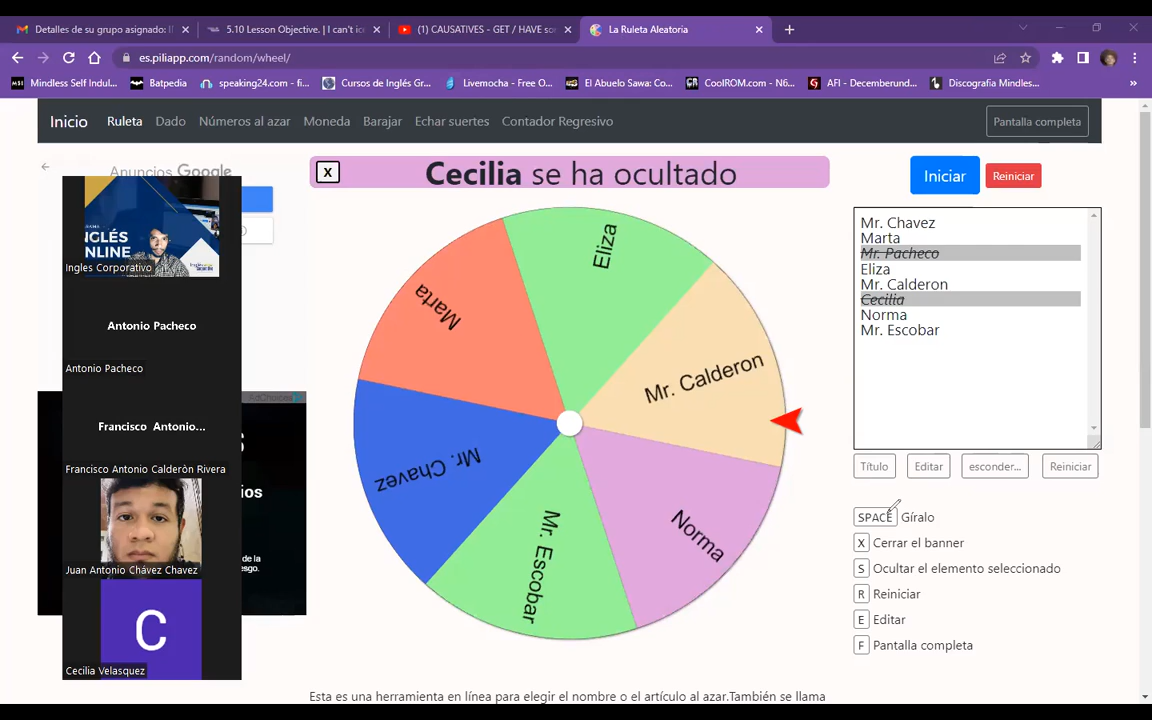 Detalles de su grupo asignado: I
5.10 Lesson Objective. | I can't ic
(1) CAUSATIVES - GET / HAVE so
La Ruleta Aleatoria
es.piliapp.com/random/wheel/
Mindless Self Indul...
Batpedia
speaking24.com - fi...
Cursos de Inglés Gr...
Livemocha - Free O...
El Abuelo Sawa: Co...
CoolROM.com - N6...
AFI - Decemberund...
Discografia Mindles...
Inicio
Ruleta
Dado
Números al azar
Moneda
Barajar
Echar suertes
Contador Regresivo
Pantalla completa
Anuncios Google
X
Cecilia se ha ocultado
Iniciar
Reiniciar
INGLÉS
ONLINE
Ingles Corporativo
Antonio Pacheco
Antonio Pacheco
Francisco Antonio...
Francisco Antonio Calderòn Rivera
Juan Antonio Chávez Chavez
C
Cecilia Velasquez
AdChoices
S
ios
de la
esgo.
Eliza
Marta
Mr. Calderon
Mr. Chavez
Norma
Mr. Escobar
Mr. Chavez
Marta
Mr. Pacheco
Eliza
Mr. Calderon
Cecilia
Norma
Mr. Escobar
Título
Editar
esconder...
Reiniciar
SPACE Gíralo
X Cerrar el banner
S Ocultar el elemento seleccionado
R Reiniciar
E Editar
F Pantalla completa
Esta es una herramienta en línea para elegir el nombre o el artículo al azar.También se llama